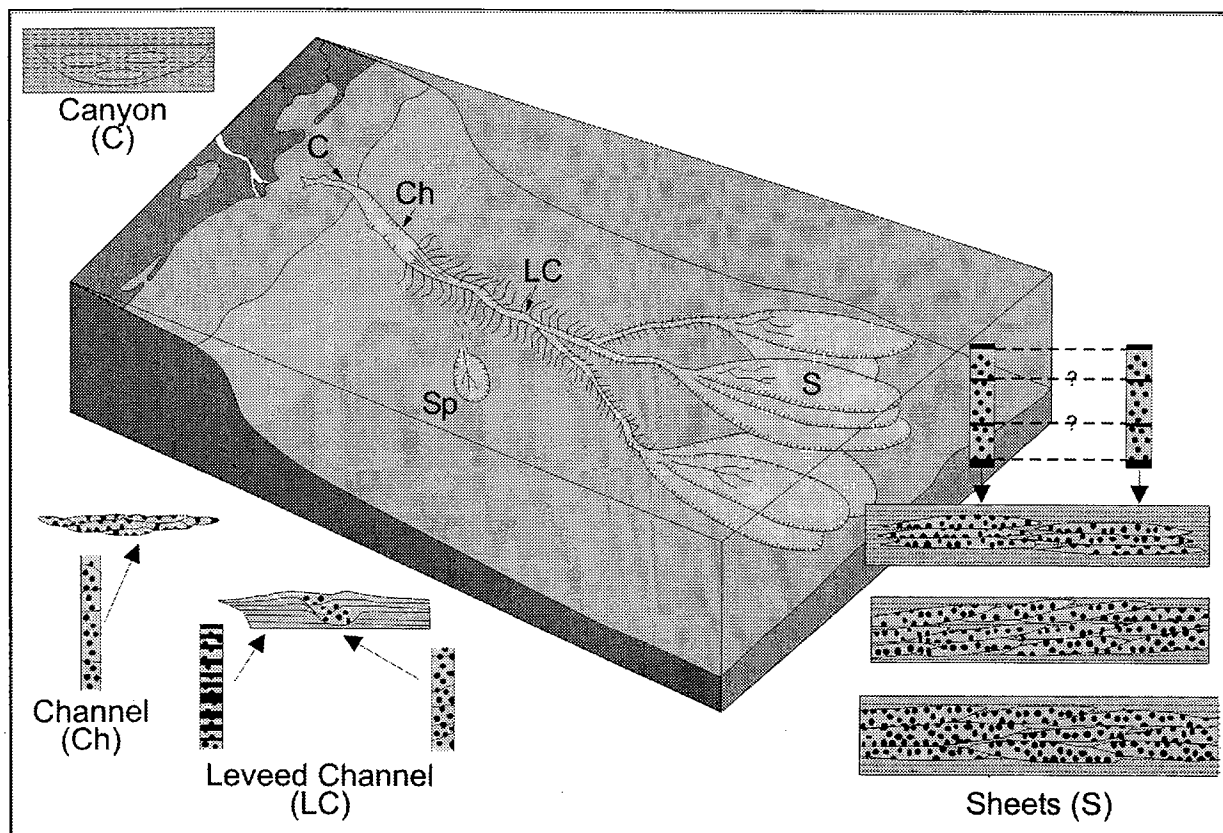 Canyon
(C)
C
Ch
LC
Sp
S
?
?
Channel
(Ch)
Leveed Channel
(LC)
Sheets (S)